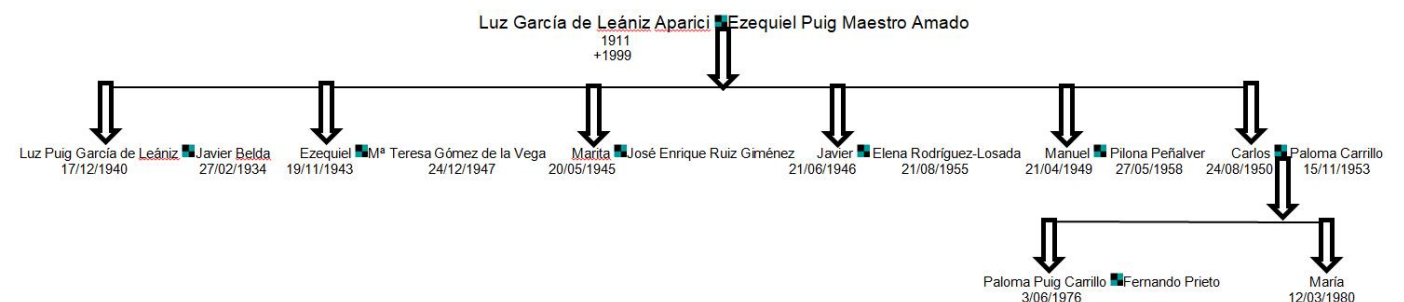 Luz García de Leániz Aparici Ezequiel Puig Maestro Amado
1911
+1999
Luz Puig García de Leániz Javier Belda Ezequiel Mª Teresa Gómez de la Vega Marita José Enrique Ruiz Giménez Javier Elena Rodríguez-Losada Manuel Pilona Peñalver Carlos Paloma Carrillo
17/12/1940 27/02/1934 19/11/1943 24/12/1947 20/05/1945 21/06/1946 21/08/1955 21/04/1949 27/05/1958 24/08/1950 15/11/1953
Paloma Puig Carrillo Fernando Prieto María
3/06/1976 12/03/1980